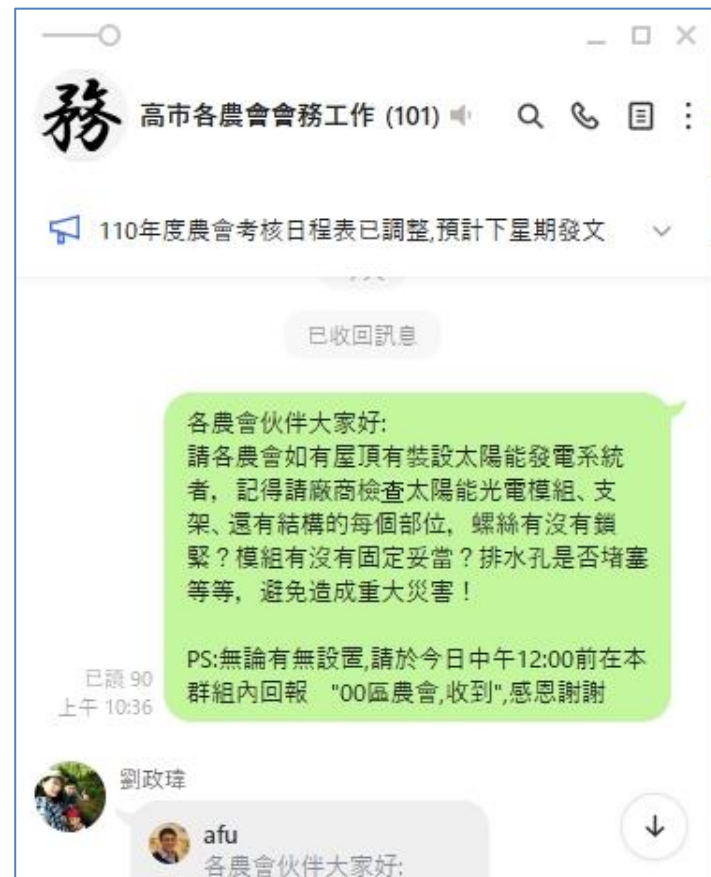 務
高市各農會會務工作 (101)
110年度農會考核日程表已調整,預計下星期發文
已收回訊息
各農會伙伴大家好:
請各農會如有屋頂有裝設太陽能發電系統
者，記得請廠商檢查太陽能光電模組、支
架、還有結構的每個部位，螺絲有沒有鎖
緊？模組有沒有固定妥當？排水孔是否堵塞
等等，避免造成重大災害！
PS:無論有無設置,請於今日中午12:00前在本
群組內回報 "00區農會,收到",感恩謝謝
已讀 90
上午 10:36
劉政瑋
afu
各農會伙伴大家好: